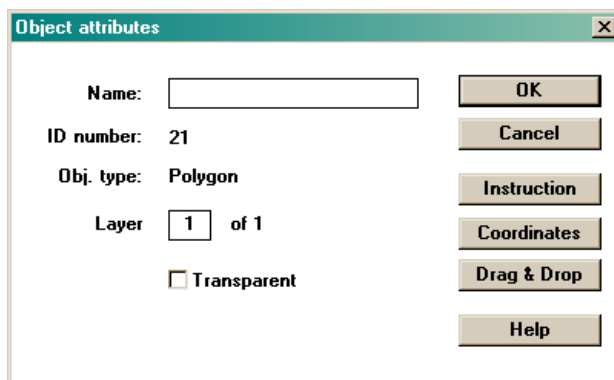 Object attributes
Name:
OK
ID number: 21
Cancel
Obj. type: Polygon
Instruction
Layer 1 of 1
Coordinates
Transparent
Drag & Drop
Help